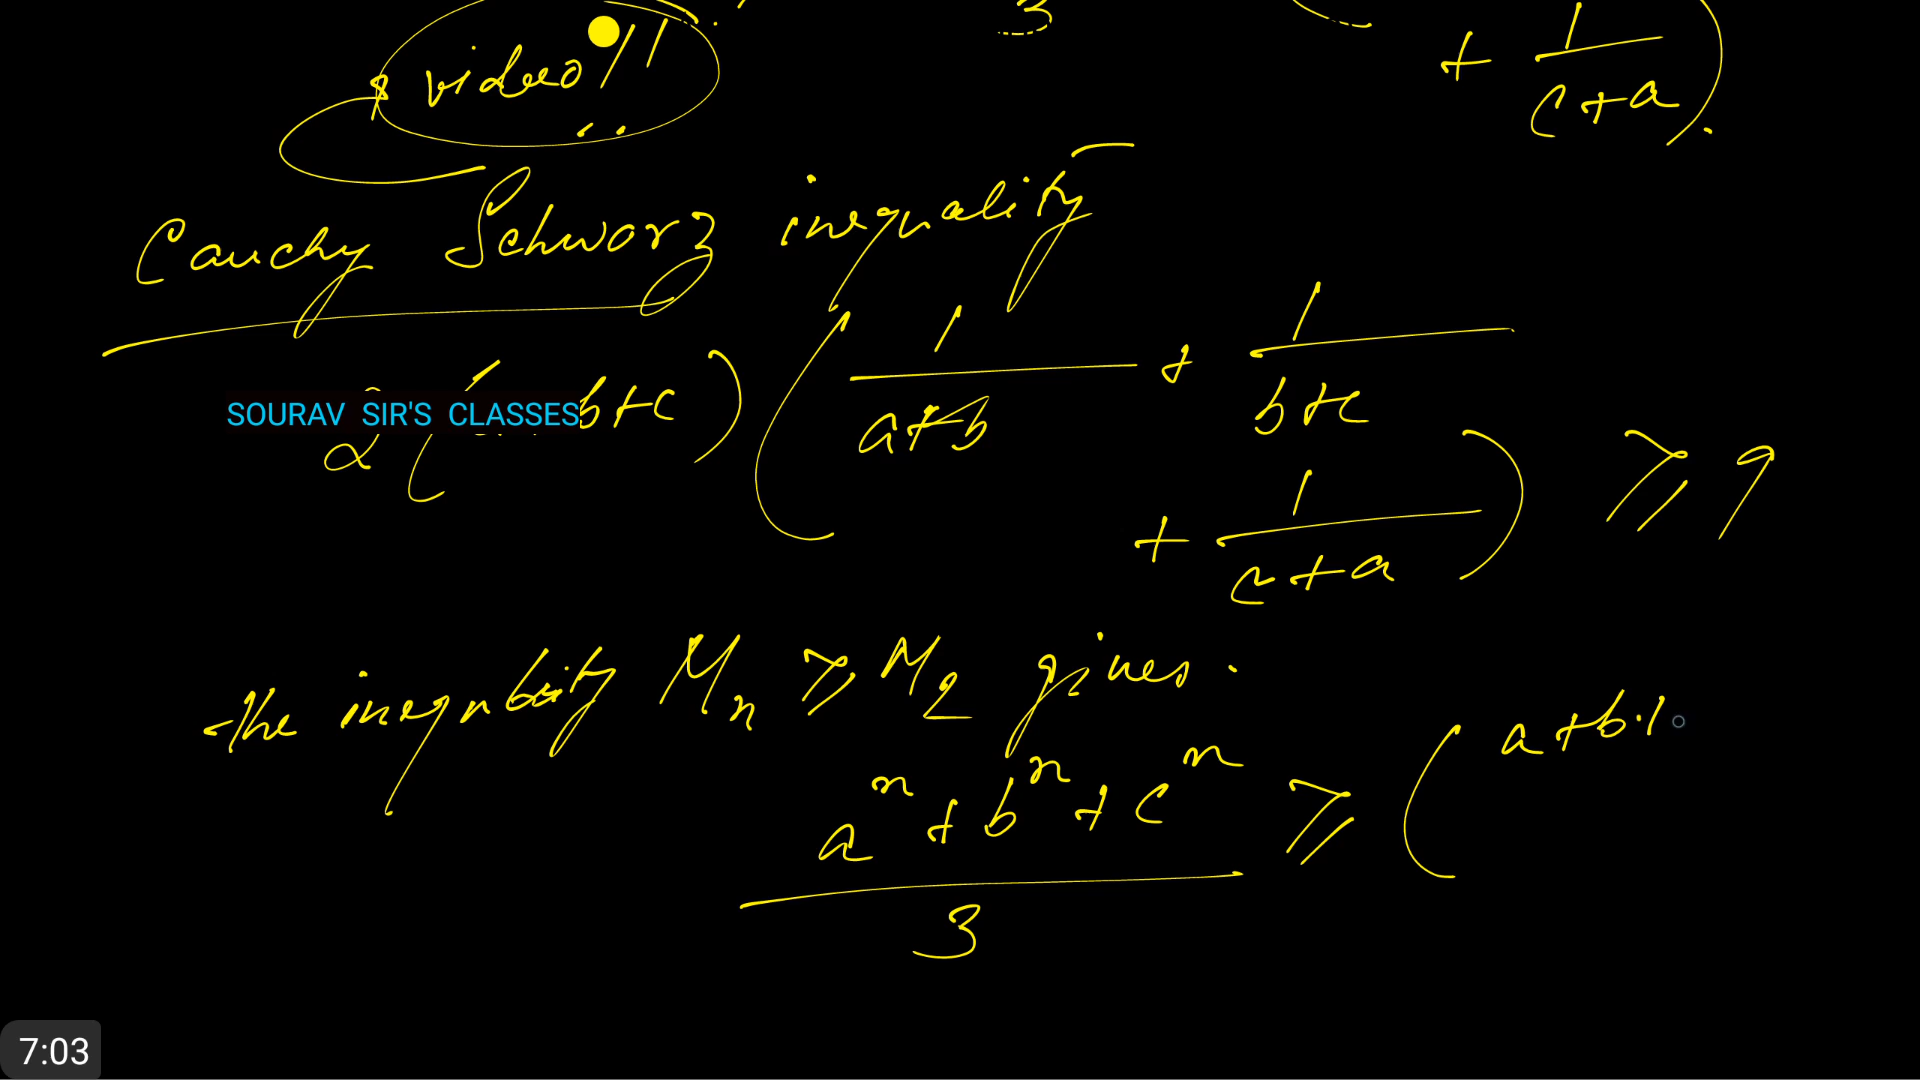 3
+ 1/(c+a) ) .
video!!
Cauchy Schwarz inequality
2( b+c) ( 1/(a+b) + 1/(b+c)
SOURAV SIR'S CLASSES
+ 1/(c+a) ) ≥ 9
the inequality Mn ≥ M2 gives.
(a^n + b^n + c^n)/3 ≥ ( a+b+
7:03